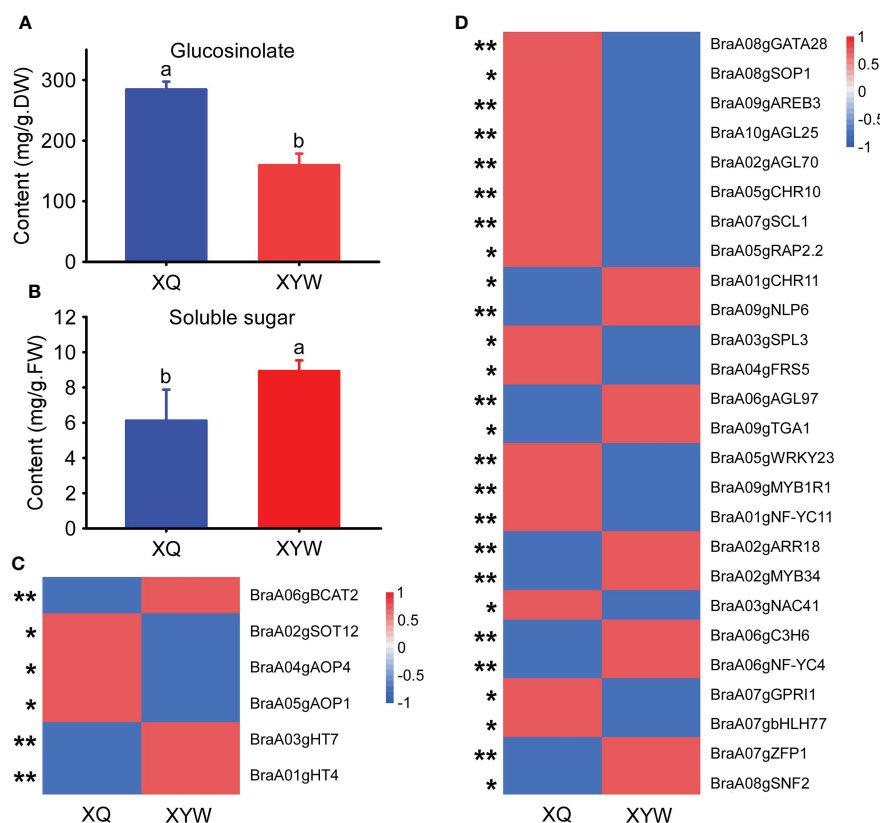 A
Glucosinolate
Content (mg/g.DW)
300
200
100
0
a
b
XQ
XYW
B
Soluble sugar
Content (mg/g.FW)
12
10
8
6
4
2
0
b
a
XQ
XYW
C
** BraA06gBCAT2
* BraA02gSOT12
* BraA04gAOP4
* BraA05gAOP1
** BraA03gHT7
** BraA01gHT4
XQ
XYW
1
0.5
0
-0.5
-1
D
** BraA08gGATA28
* BraA08gSOP1
** BraA09gAREB3
** BraA10gAGL25
** BraA02gAGL70
** BraA05gCHR10
** BraA07gSCL1
* BraA05gRAP2.2
* BraA01gCHR11
** BraA09gNLP6
* BraA03gSPL3
* BraA04gFRS5
** BraA06gAGL97
* BraA09gTGA1
** BraA05gWRKY23
** BraA09gMYB1R1
** BraA01gNF-YC11
** BraA02gARR18
** BraA02gMYB34
* BraA03gNAC41
** BraA06gC3H6
** BraA06gNF-YC4
* BraA07gGPRI1
* BraA07gbHLH77
** BraA07gZFP1
* BraA08gSNF2
XQ
XYW
1
0.5
0
-0.5
-1